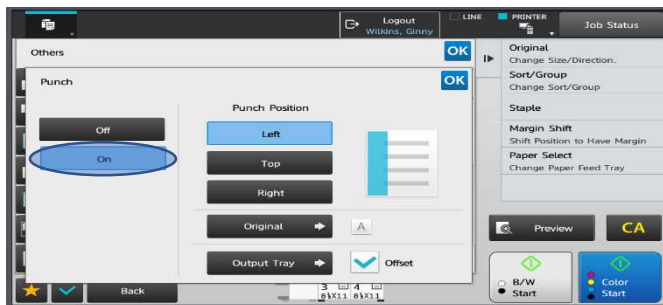 Logout
Wilkins, Ginny
LINE
PRINTER
Job Status
Others
OK
Punch
OK
Off
On
Punch Position
Left
Top
Right
Original
A
Output Tray
Offset
Original
Change Size/Direction.
Sort/Group
Change Sort/Group
Staple
Margin Shift
Shift Position to Have Margin
Paper Select
Change Paper Feed Tray
Preview
CA
B/W
Start
Color
Start
Back
3 4
8½X11 8½X11